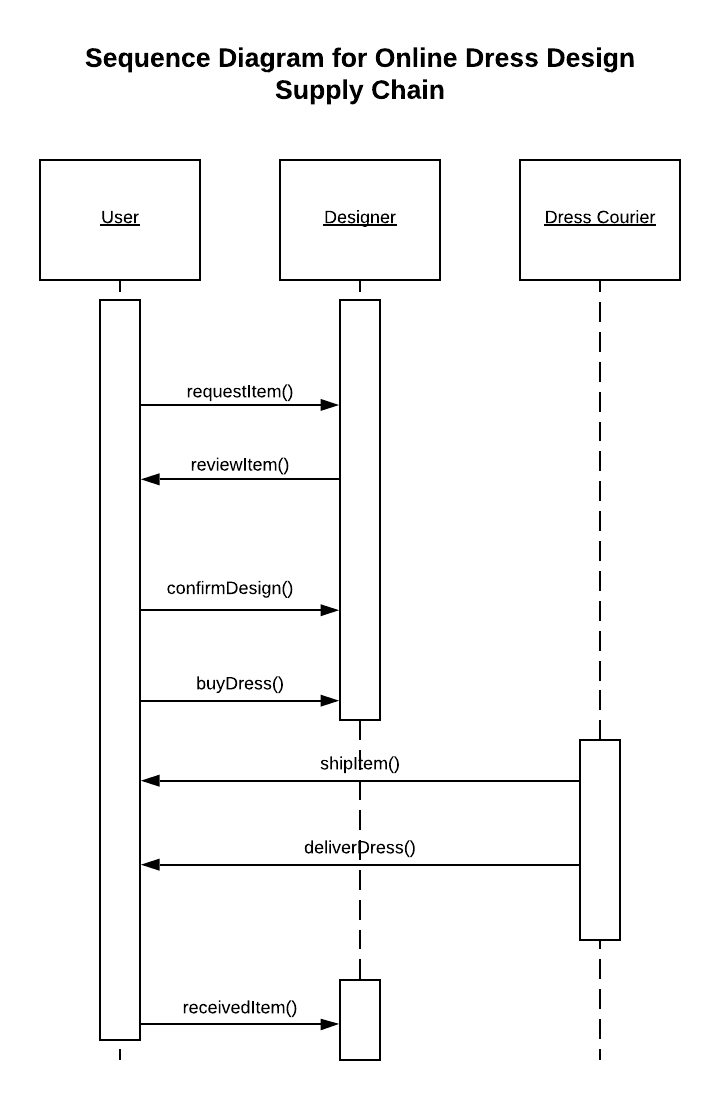 Sequence Diagram for Online Dress Design
Supply Chain
User
Designer
Dress Courier
requestItem()
reviewItem()
confirmDesign()
buyDress()
shipItem()
deliverDress()
receivedItem()